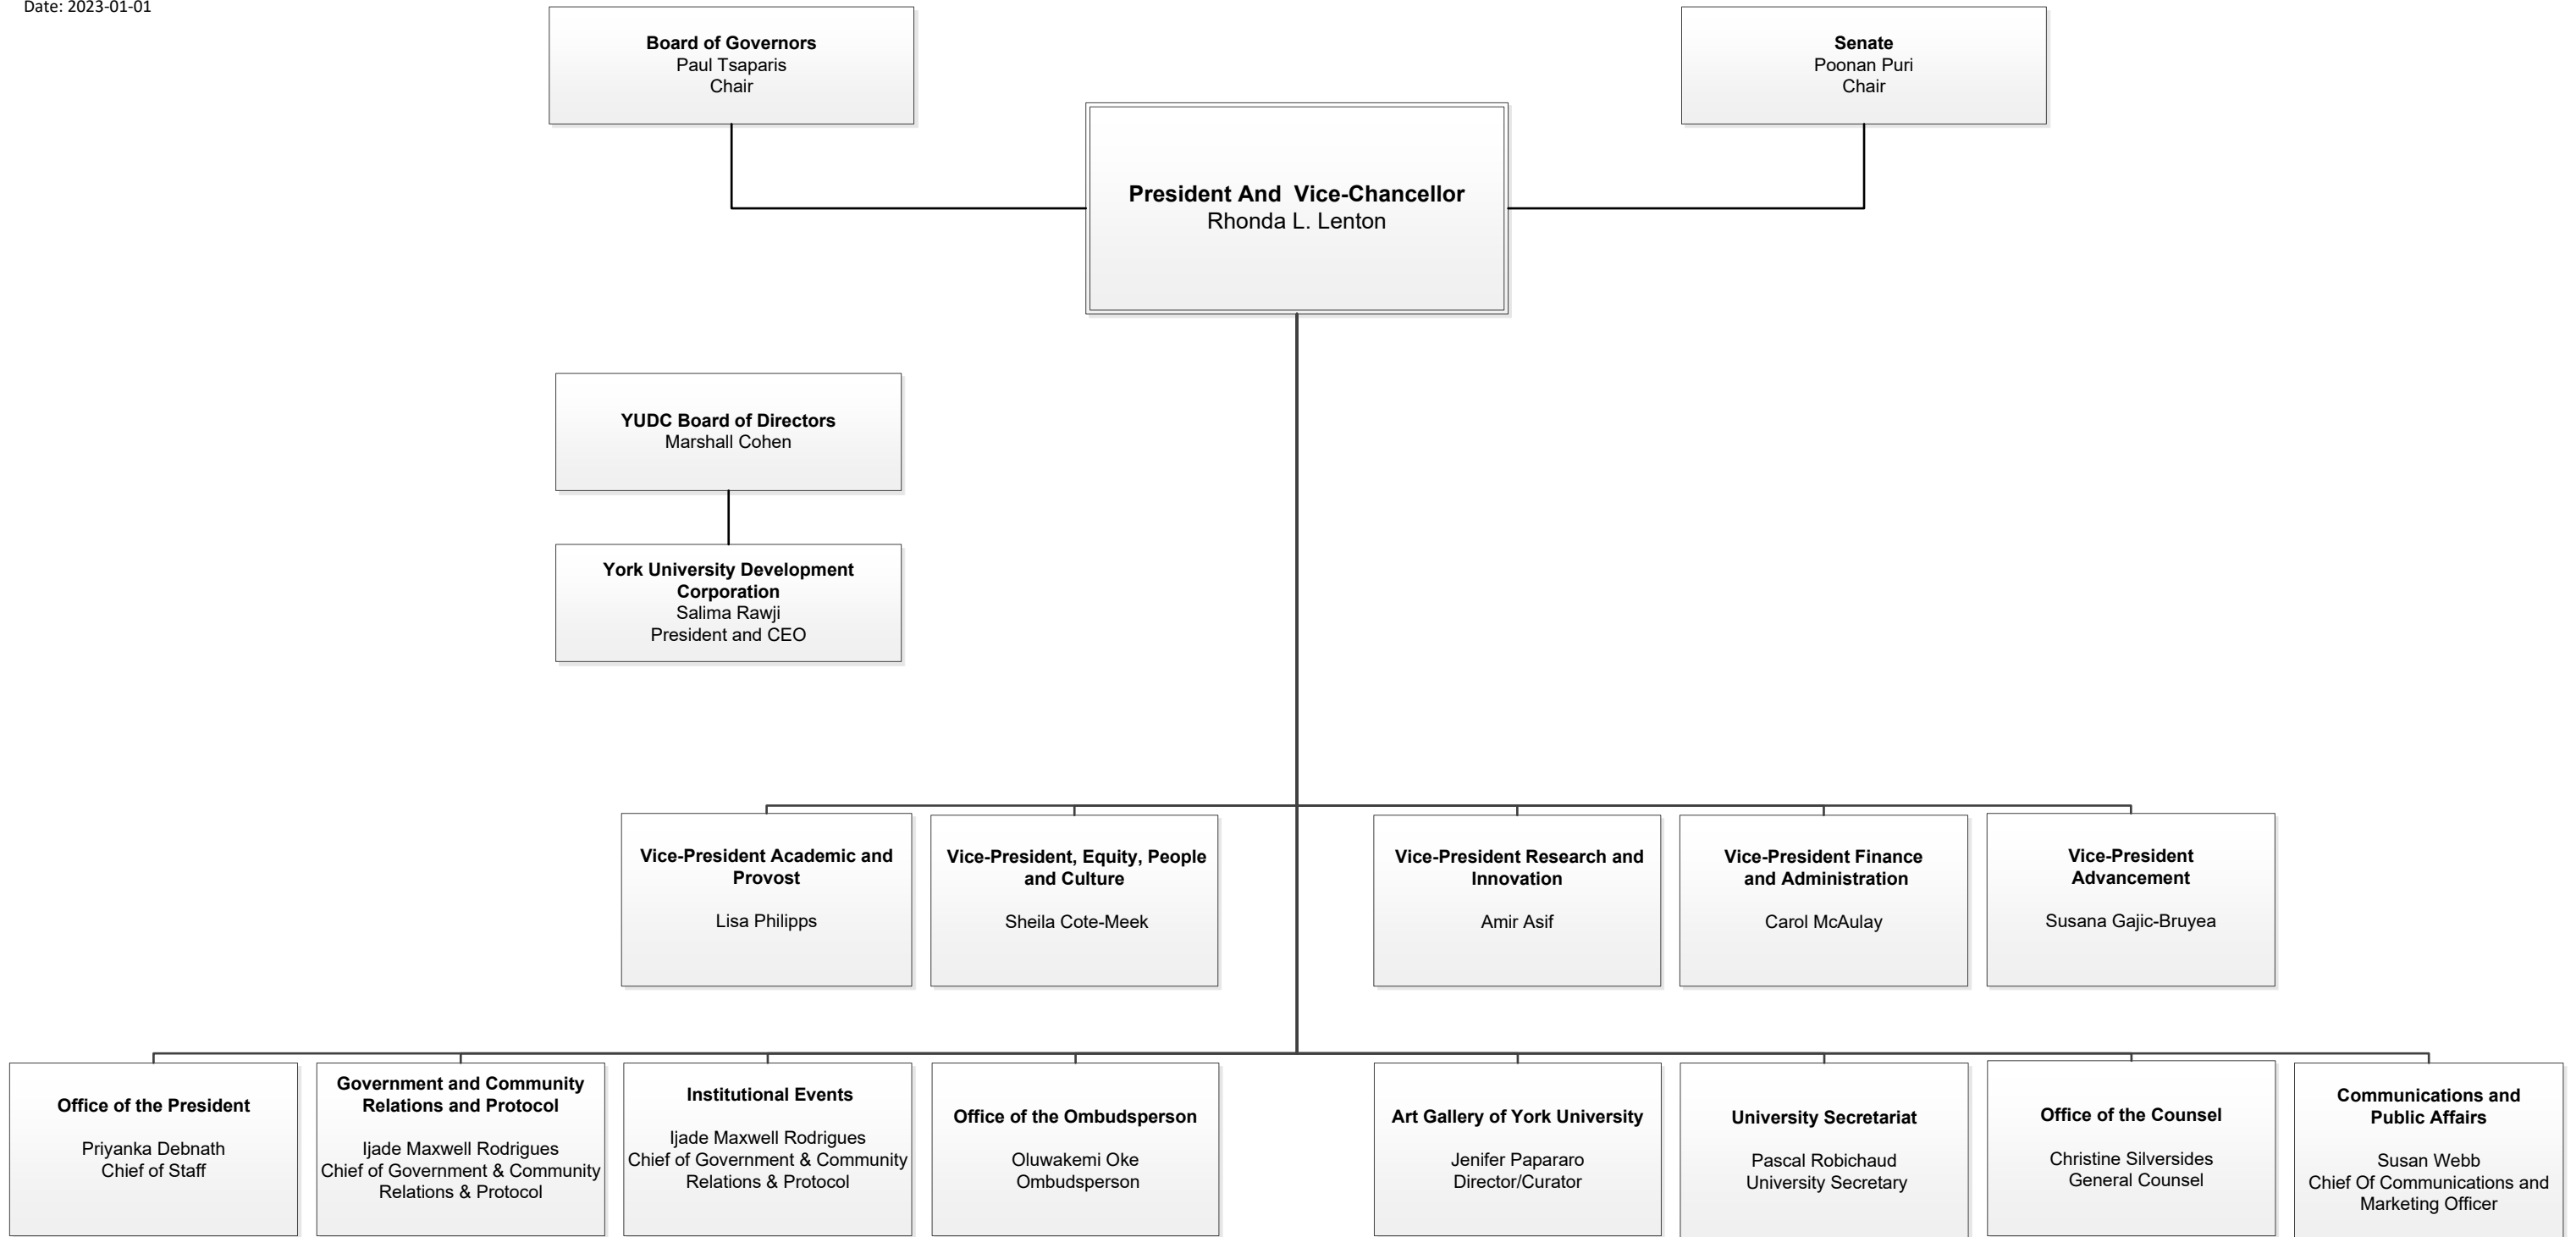 Date: 2023-01-01
Board of Governors
Paul Tsaparis
Chair
Senate
Poonan Puri
Chair
President And  Vice-Chancellor
Rhonda L. Lenton
YUDC Board of Directors
Marshall Cohen
York University Development
Corporation
Salima Rawji
President and CEO
Vice-President Academic and
Provost
Lisa Philipps
Vice-President, Equity, People
and Culture
Sheila Cote-Meek
Vice-President Research and
Innovation
Amir Asif
Vice-President Finance
and Administration
Carol McAulay
Vice-President
Advancement
Susana Gajic-Bruyea
Office of the President
Priyanka Debnath
Chief of Staff
Government and Community
Relations and Protocol
Ijade Maxwell Rodrigues
Chief of Government & Community
Relations & Protocol
Institutional Events
Ijade Maxwell Rodrigues
Chief of Government & Community
Relations & Protocol
Office of the Ombudsperson
Oluwakemi Oke
Ombudsperson
Art Gallery of York University
Jenifer Papararo
Director/Curator
University Secretariat
Pascal Robichaud
University Secretary
Office of the Counsel
Christine Silversides
General Counsel
Communications and
Public Affairs
Susan Webb
Chief Of Communications and
Marketing Officer